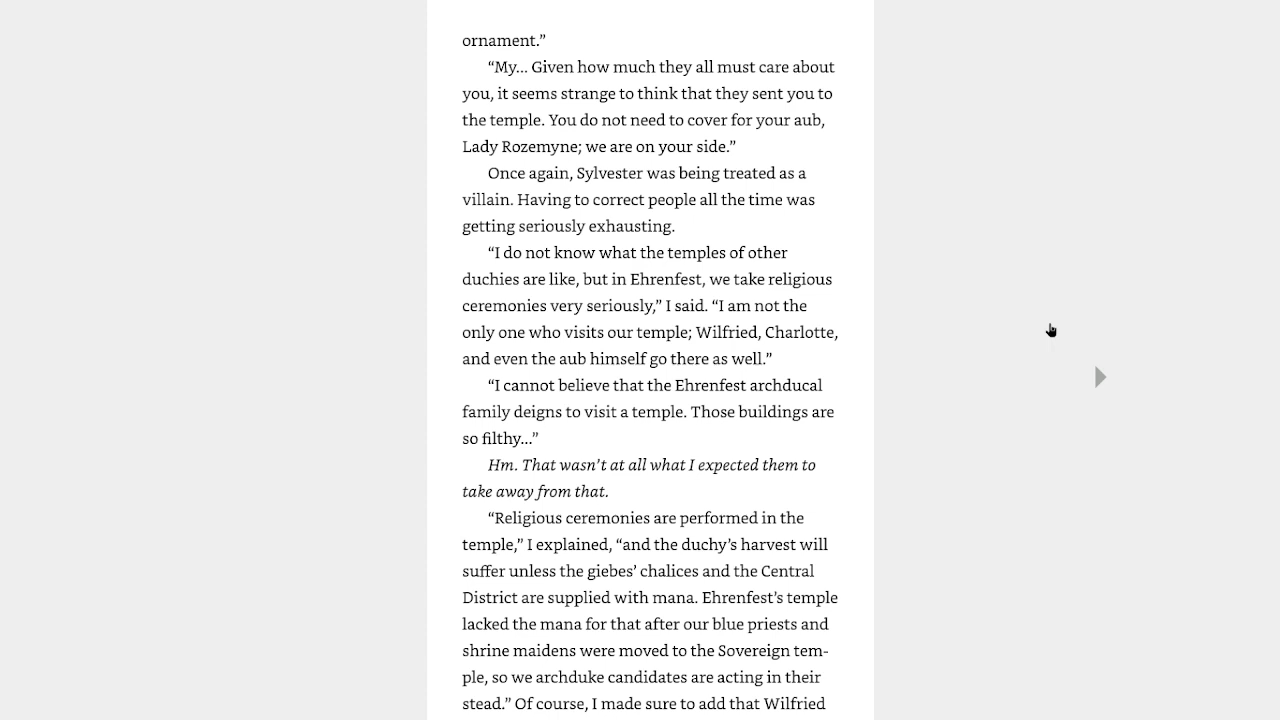 ornament.”
“My... Given how much they all must care about
you, it seems strange to think that they sent you to
the temple. You do not need to cover for your aub,
Lady Rozemyne; we are on your side.”
Once again, Sylvester was being treated as a
villain. Having to correct people all the time was
getting seriously exhausting.
“I do not know what the temples of other
duchies are like, but in Ehrenfest, we take religious
ceremonies very seriously,” I said. “I am not the
only one who visits our temple; Wilfried, Charlotte,
and even the aub himself go there as well.”
“I cannot believe that the Ehrenfest archducal
family deigns to visit a temple. Those buildings are
so filthy...”
Hm. That wasn’t at all what I expected them to
take away from that.
“Religious ceremonies are performed in the
temple,” I explained, “and the duchy’s harvest will
suffer unless the giebes’ chalices and the Central
District are supplied with mana. Ehrenfest’s temple
lacked the mana for that after our blue priests and
shrine maidens were moved to the Sovereign tem-
ple, so we archduke candidates are acting in their
stead.” Of course, I made sure to add that Wilfried